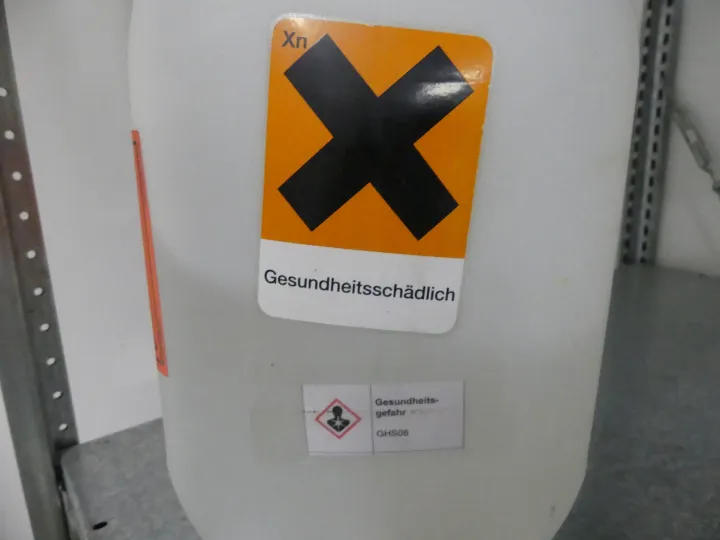 Xn
Gesundheitsschädlich
Gesundheits-
gefahr
GHS08